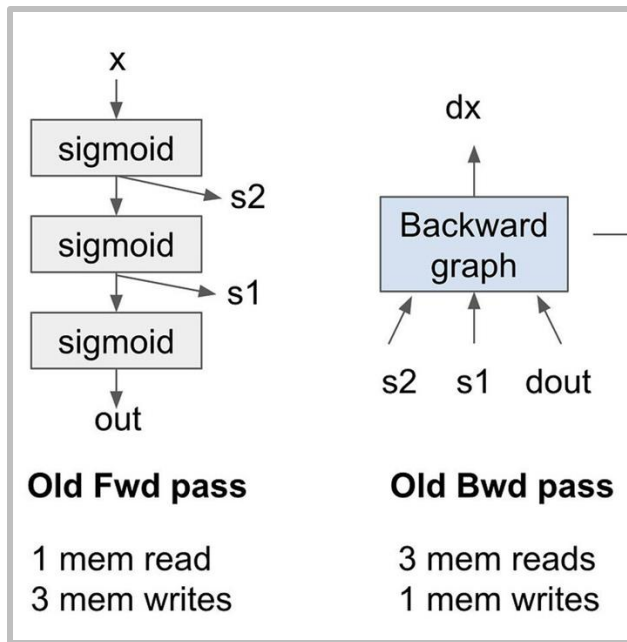 x
sigmoid
s2
sigmoid
s1
sigmoid
out
Old Fwd pass
1 mem read
3 mem writes
dx
Backward
graph
s2 s1 dout
Old Bwd pass
3 mem reads
1 mem writes